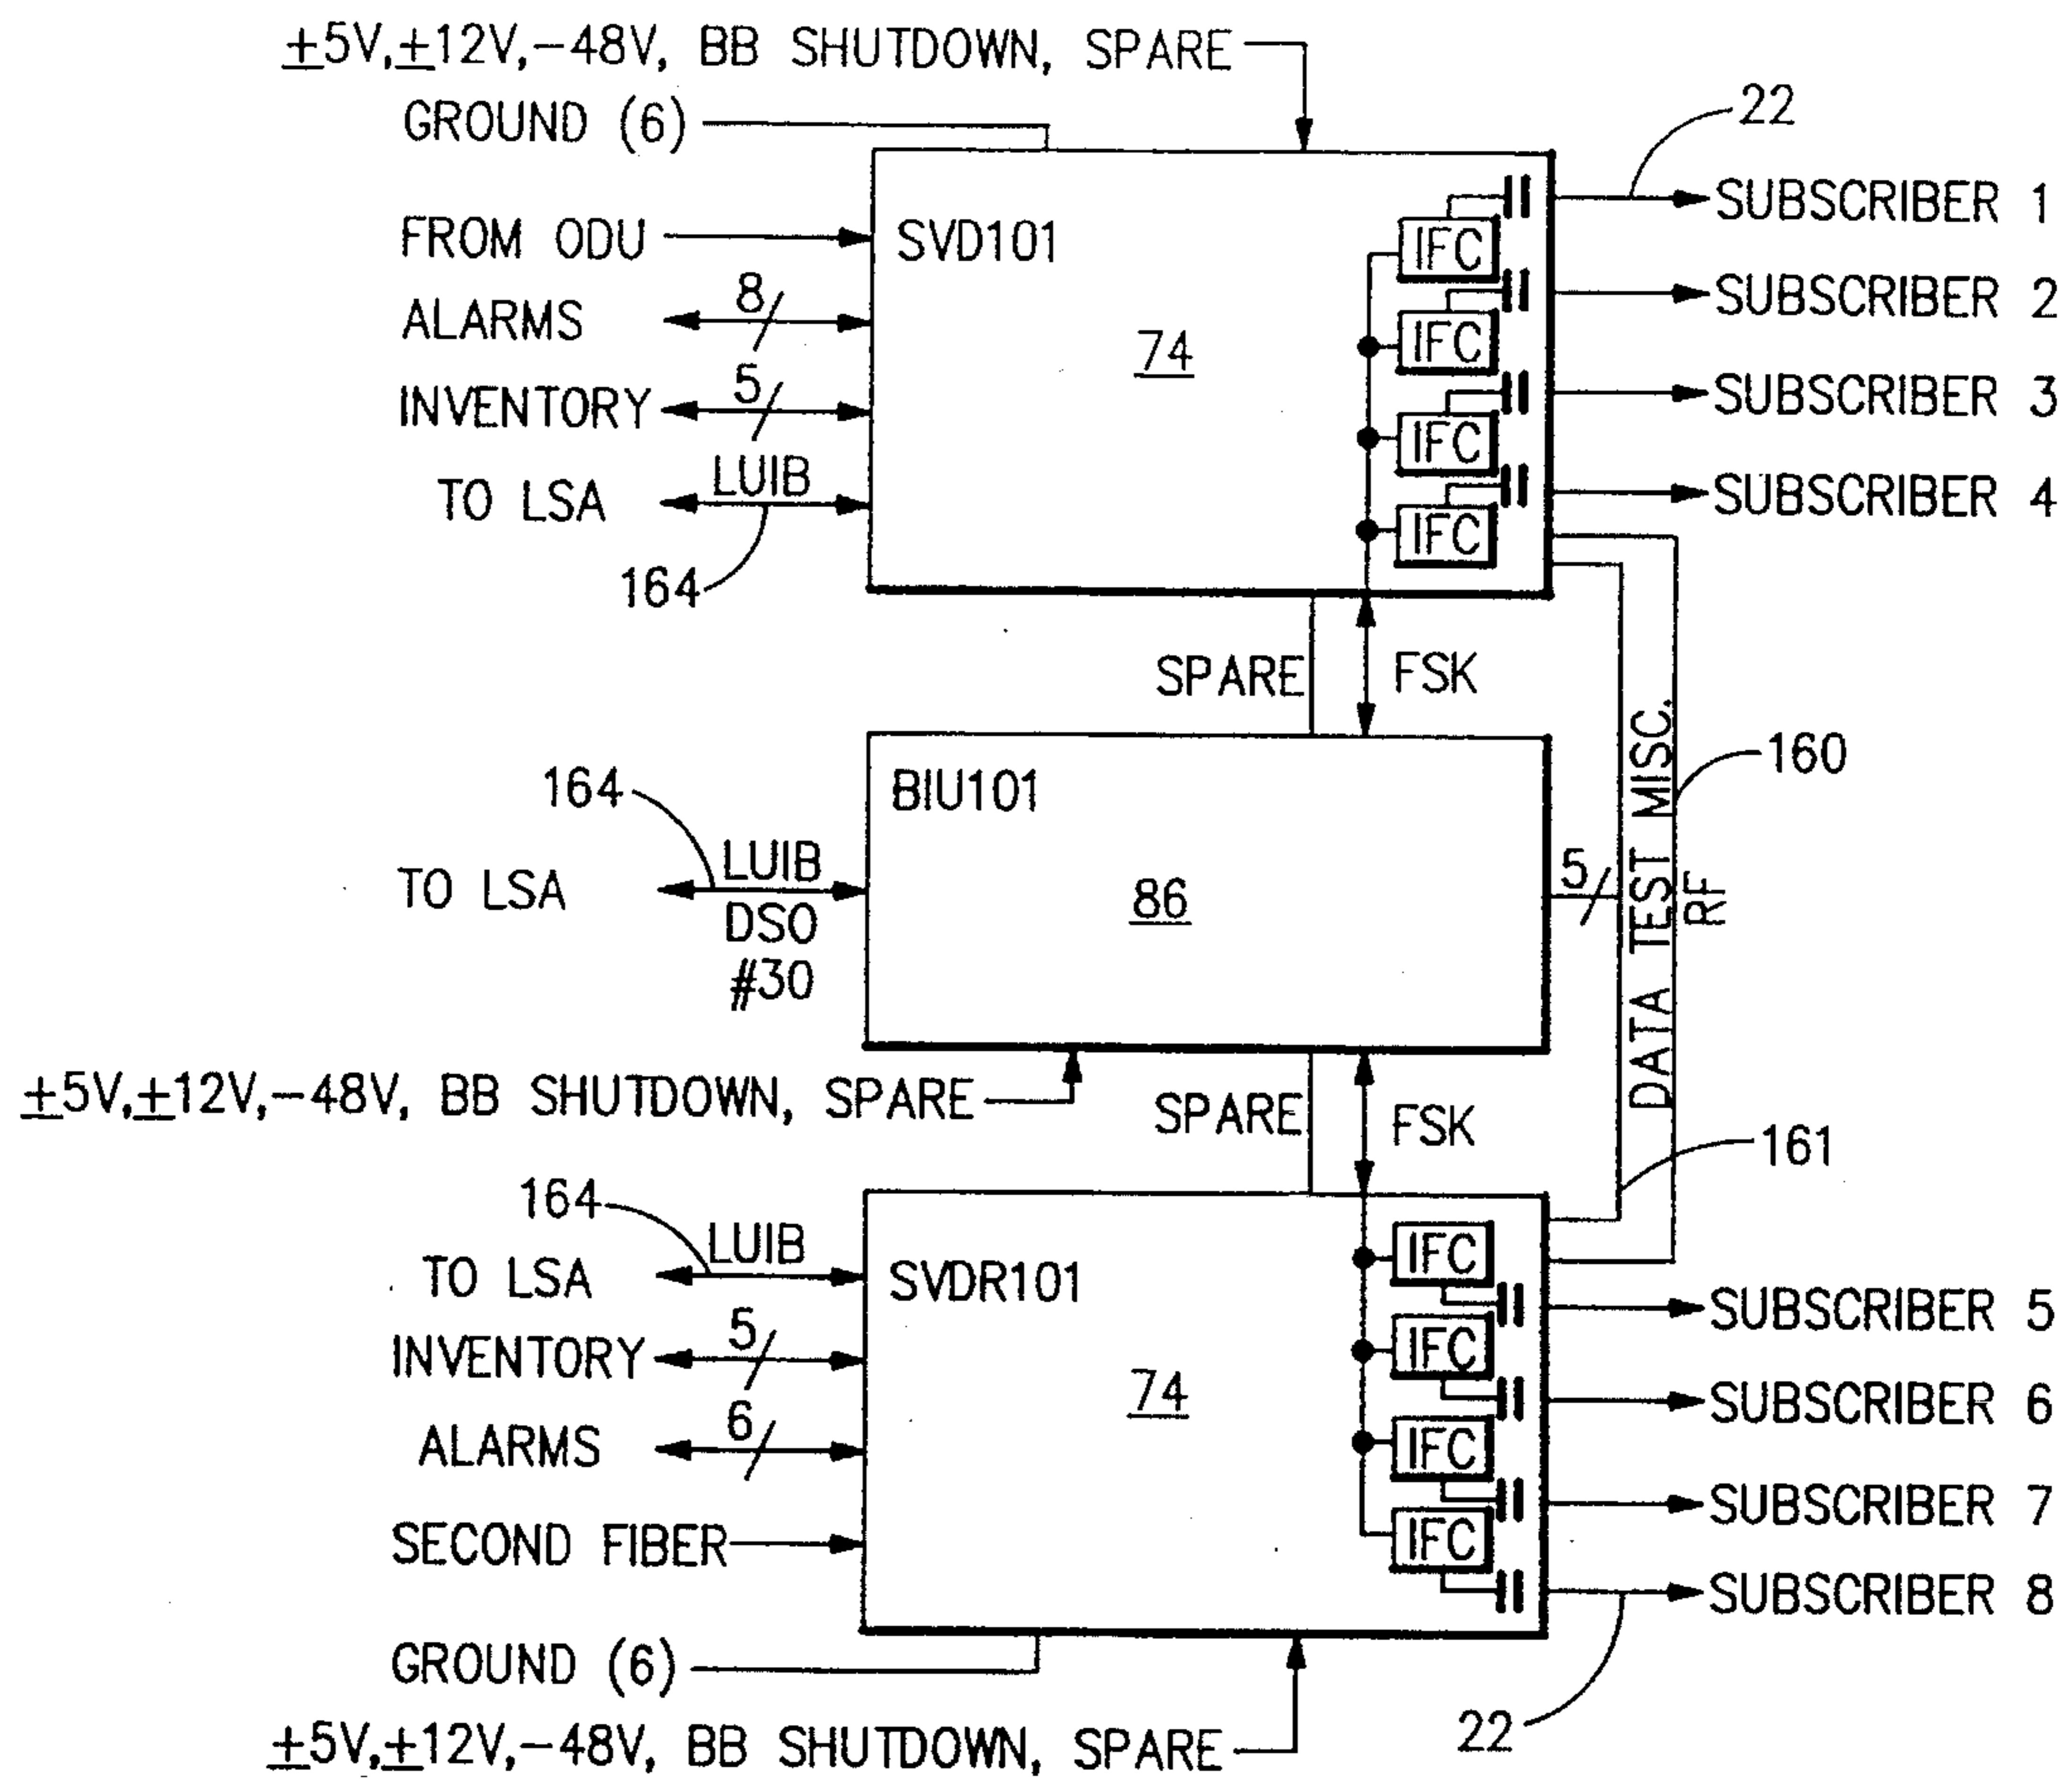 ±5V,±12V,-48V, BB SHUTDOWN, SPARE
GROUND (6)
22
SUBSCRIBER 1
FROM ODU
SVD101
IFC
SUBSCRIBER 2
ALARMS
8
74
IFC
SUBSCRIBER 3
INVENTORY
5
IFC
SUBSCRIBER 4
TO LSA
LUIB
IFC
164
SPARE
FSK
DATA TEST MISC.
RF
160
BIU101
164
TO LSA
LUIB
DSO
#30
86
5
±5V,±12V,-48V, BB SHUTDOWN, SPARE
SPARE
FSK
161
164
TO LSA
LUIB
SVDR101
IFC
SUBSCRIBER 5
INVENTORY
5
IFC
74
SUBSCRIBER 6
ALARMS
6
IFC
SUBSCRIBER 7
SECOND FIBER
IFC
SUBSCRIBER 8
GROUND (6)
22
±5V,±12V,-48V, BB SHUTDOWN, SPARE